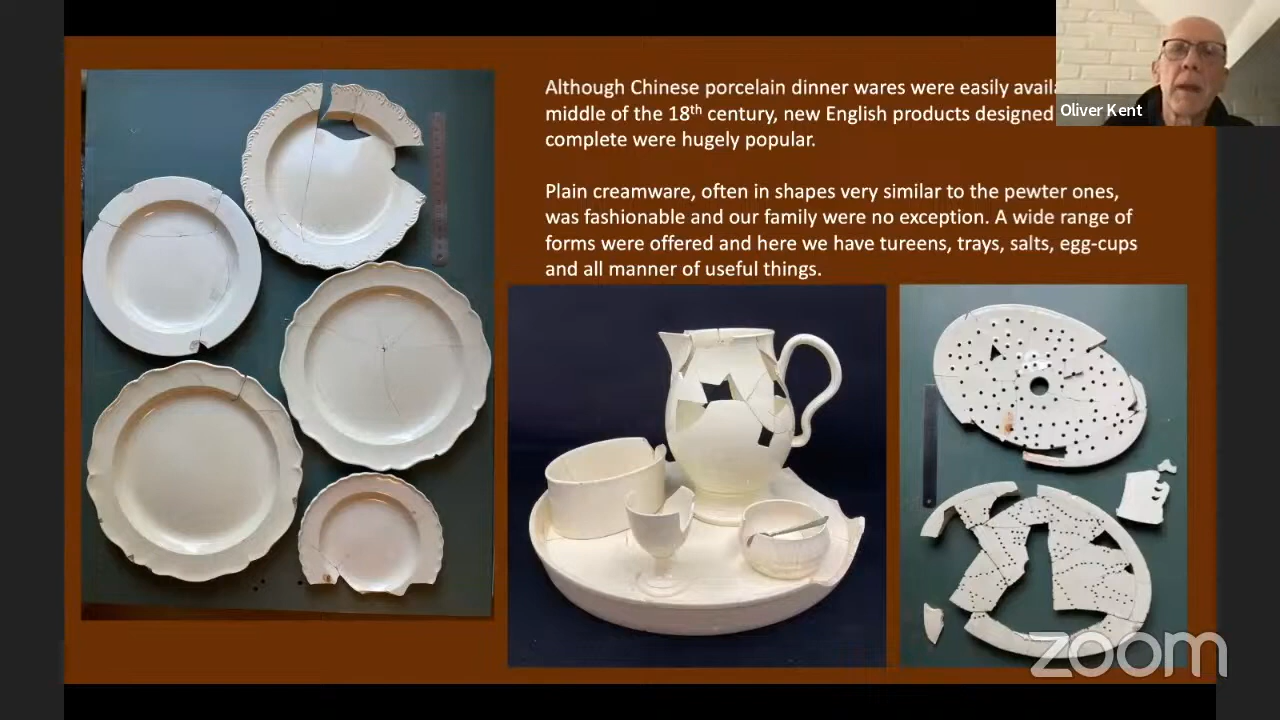 Although Chinese porcelain dinner wares were easily
middle of the 18th century, new English products designed
complete were hugely popular.
Plain creamware, often in shapes very similar to the pewter ones,
was fashionable and our family were no exception. A wide range of
forms were offered and here we have tureens, trays, salts, egg-cups
and all manner of useful things.
Oliver Kent
zoom